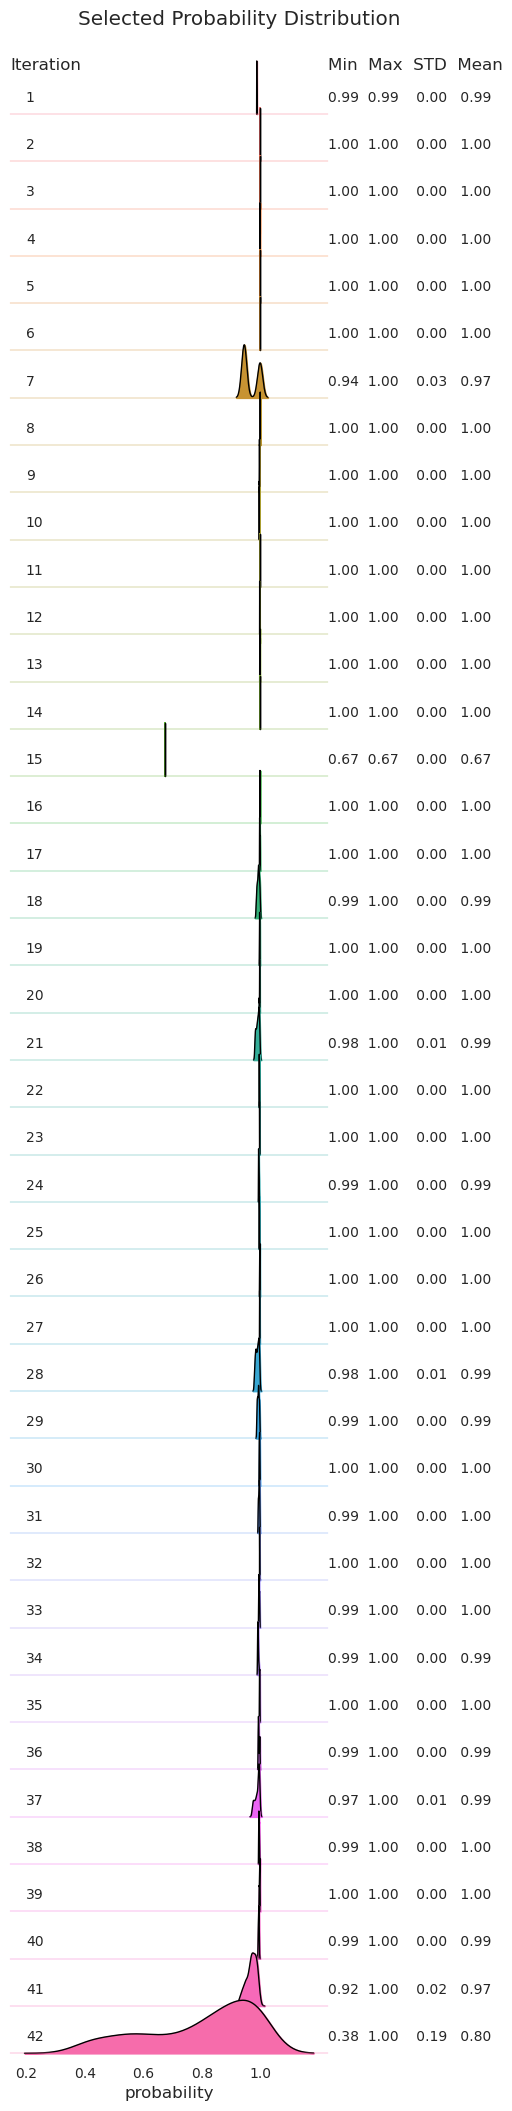 Selected Probability Distribution
Iteration Min Max STD Mean
1 0.99 0.99 0.00 0.99
2 1.00 1.00 0.00 1.00
3 1.00 1.00 0.00 1.00
4 1.00 1.00 0.00 1.00
5 1.00 1.00 0.00 1.00
6 1.00 1.00 0.00 1.00
7 0.94 1.00 0.03 0.97
8 1.00 1.00 0.00 1.00
9 1.00 1.00 0.00 1.00
10 1.00 1.00 0.00 1.00
11 1.00 1.00 0.00 1.00
12 1.00 1.00 0.00 1.00
13 1.00 1.00 0.00 1.00
14 1.00 1.00 0.00 1.00
15 0.67 0.67 0.00 0.67
16 1.00 1.00 0.00 1.00
17 1.00 1.00 0.00 1.00
18 0.99 1.00 0.00 0.99
19 1.00 1.00 0.00 1.00
20 1.00 1.00 0.00 1.00
21 0.98 1.00 0.01 0.99
22 1.00 1.00 0.00 1.00
23 1.00 1.00 0.00 1.00
24 0.99 1.00 0.00 0.99
25 1.00 1.00 0.00 1.00
26 1.00 1.00 0.00 1.00
27 1.00 1.00 0.00 1.00
28 0.98 1.00 0.01 0.99
29 0.99 1.00 0.00 0.99
30 1.00 1.00 0.00 1.00
31 0.99 1.00 0.00 1.00
32 1.00 1.00 0.00 1.00
33 0.99 1.00 0.00 1.00
34 0.99 1.00 0.00 0.99
35 1.00 1.00 0.00 1.00
36 0.99 1.00 0.00 0.99
37 0.97 1.00 0.01 0.99
38 0.99 1.00 0.00 1.00
39 1.00 1.00 0.00 1.00
40 0.99 1.00 0.00 0.99
41 0.92 1.00 0.02 0.97
42 0.38 1.00 0.19 0.80
0.2 0.4 0.6 0.8 1.0
probability